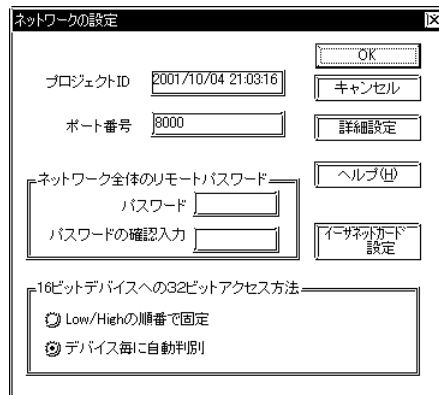 ネットワークの設定
プロジェクトID 2001/10/04 21:03:16
OK
キャンセル
ポート番号 8000
詳細設定
ヘルプ(H)
ネットワーク全体のリモートパスワード
パスワード
パスワードの確認入力
イーサネットカード
設定
16ビットデバイスへの32ビットアクセス方法
Low/Highの順番で固定
デバイス毎に自動判別